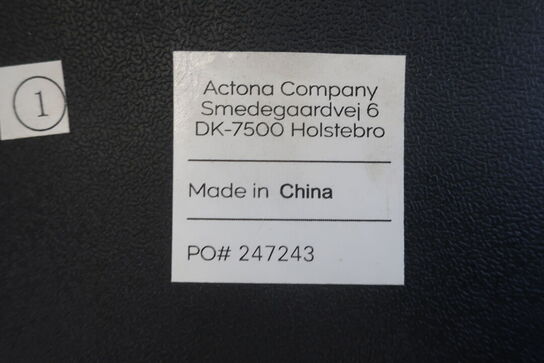 1
Actona Company
Smedegaardvej 6
DK-7500 Holstebro
Made in China
PO# 247243